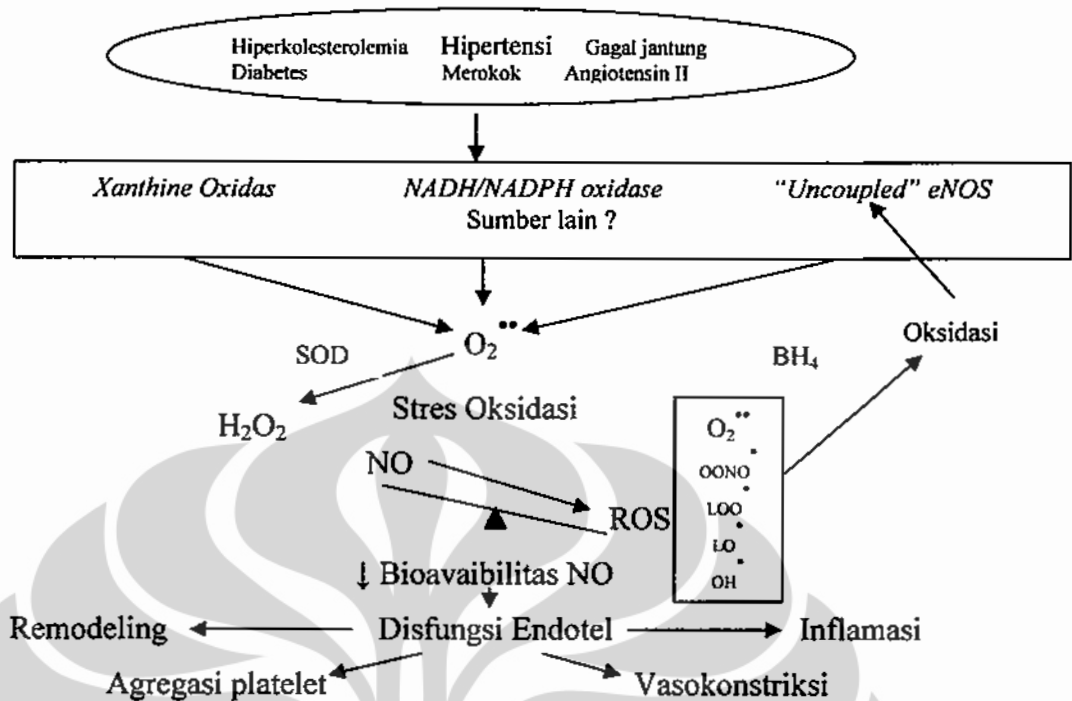 Hiperkolesterolemia Hipertensi Gagal jantung
Diabetes Merokok Angiotensin II
Xanthine Oxidas NADH/NADPH oxidase "Uncoupled" eNOS
Sumber lain ?
O₂••
Oksidasi
SOD
BH₄
H₂O₂
Stres Oksidasi
O₂••
OONO•
LOO•
LO•
OH•
NO
ROS
↓ Bioavaibilitas NO
Remodeling Disfungsi Endotel Inflamasi
Agregasi platelet Vasokonstriksi